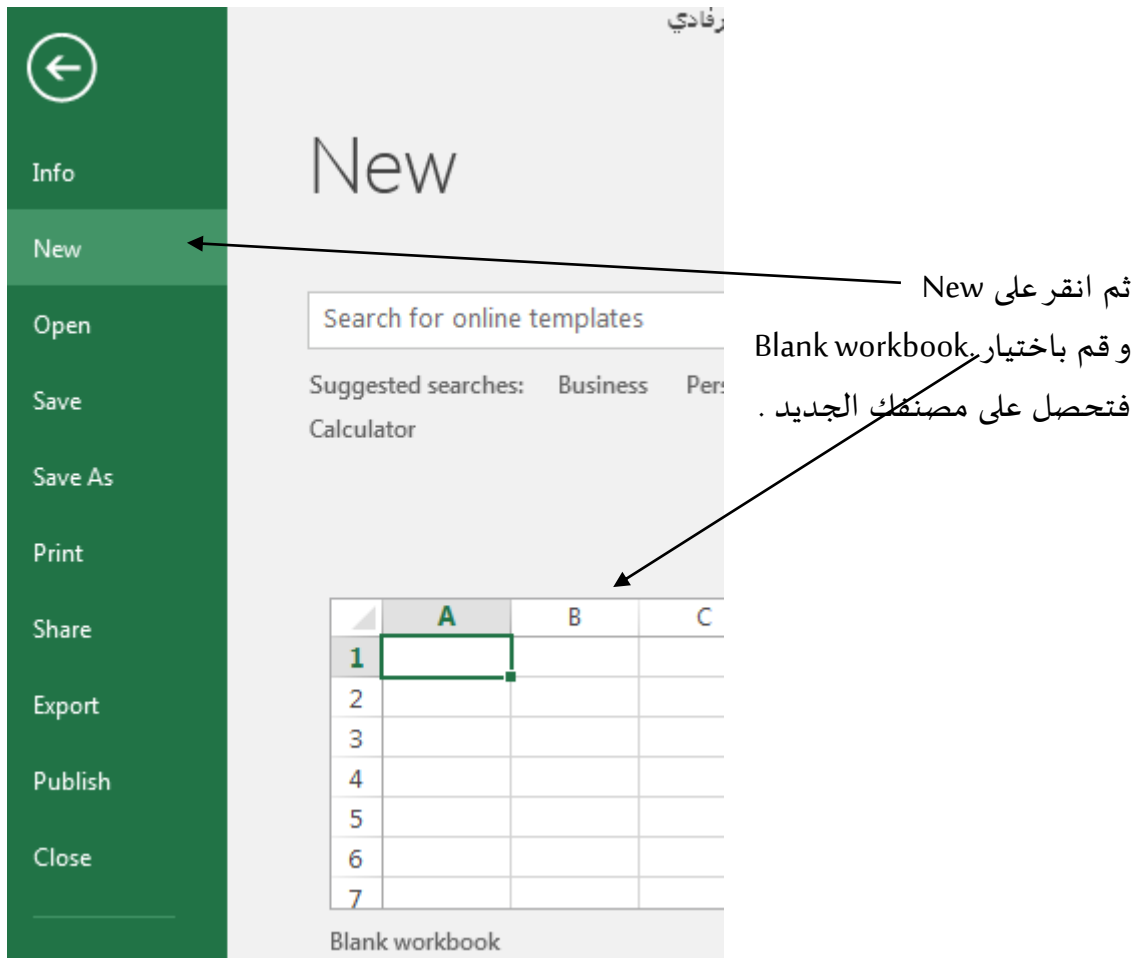 رفادي
Info
New
Open
Save
Save As
Print
Share
Export
Publish
Close
New
Search for online templates
Suggested searches: Business Pers
Calculator
A B C
1
2
3
4
5
6
7
Blank workbook
ثم انقر على New
و قم باختيار Blank workbook.
فتحصل على مصنفك الجديد .